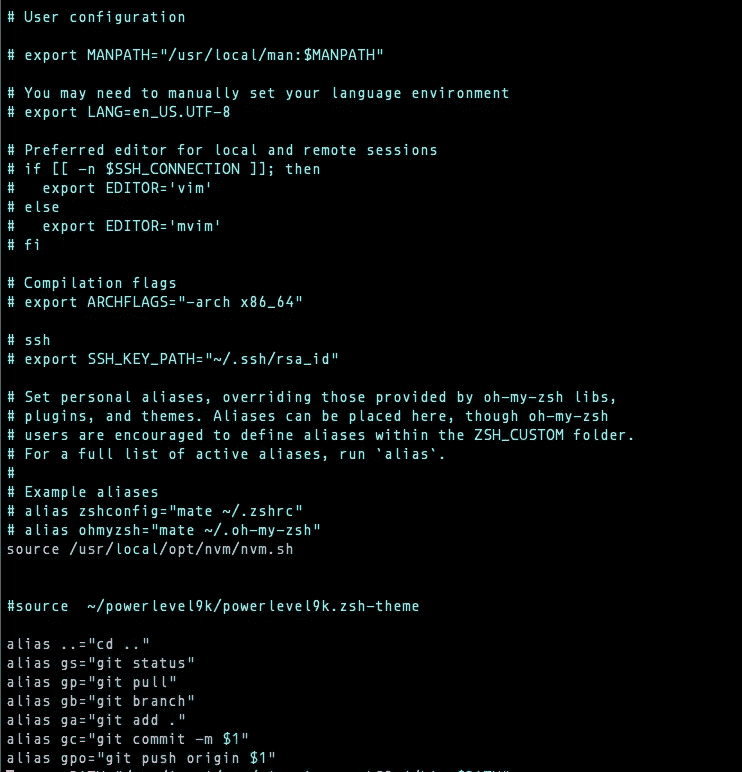 # User configuration
# export MANPATH="/usr/local/man:$MANPATH"
# You may need to manually set your language environment
# export LANG=en_US.UTF-8
# Preferred editor for local and remote sessions
# if [[ -n $SSH_CONNECTION ]]; then
#   export EDITOR='vim'
# else
#   export EDITOR='mvim'
# fi
# Compilation flags
# export ARCHFLAGS="-arch x86_64"
# ssh
# export SSH_KEY_PATH="~/.ssh/rsa_id"
# Set personal aliases, overriding those provided by oh-my-zsh libs,
# plugins, and themes. Aliases can be placed here, though oh-my-zsh
# users are encouraged to define aliases within the ZSH_CUSTOM folder.
# For a full list of active aliases, run `alias`.
#
# Example aliases
# alias zshconfig="mate ~/.zshrc"
# alias ohmyzsh="mate ~/.oh-my-zsh"
source /usr/local/opt/nvm/nvm.sh
#source  ~/powerlevel9k/powerlevel9k.zsh-theme
alias ..="cd .."
alias gs="git status"
alias gp="git pull"
alias gb="git branch"
alias ga="git add ."
alias gc="git commit -m $1"
alias gpo="git push origin $1"